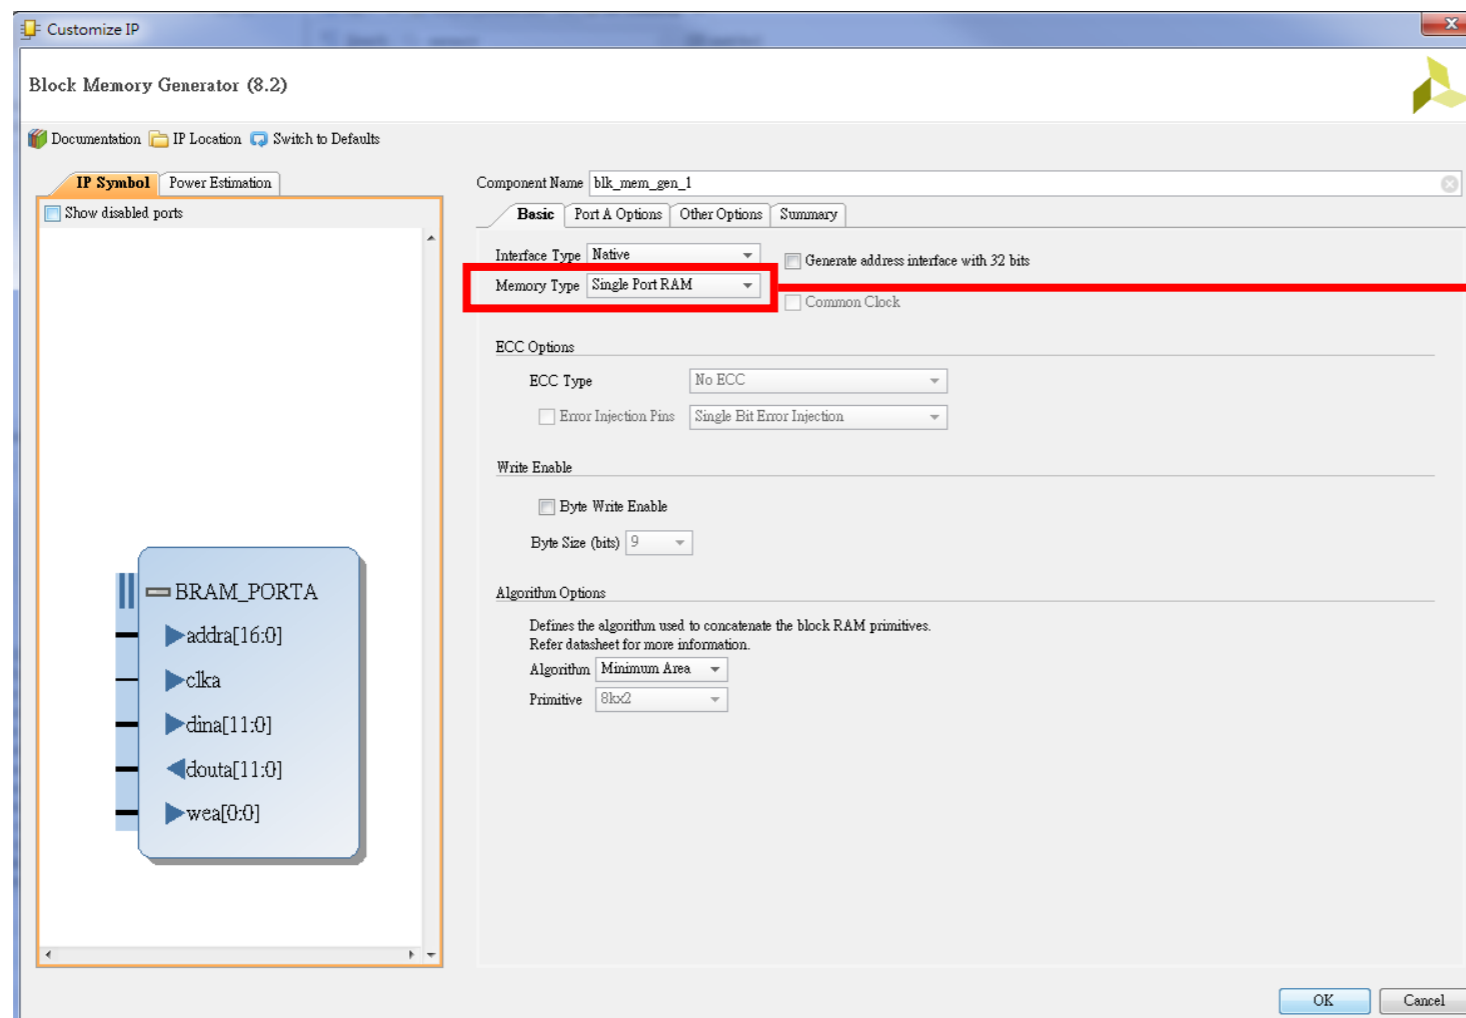 Customize IP
Block Memory Generator (8.2)
Documentation IP Location Switch to Defaults
IP Symbol Power Estimation
Show disabled ports
BRAM_PORTA
addra[16:0]
clka
dina[11:0]
douta[11:0]
wea[0:0]
Component Name blk_mem_gen_1
Basic Port A Options Other Options Summary
Interface Type Native Generate address interface with 32 bits
Memory Type Single Port RAM
Common Clock
ECC Options
ECC Type No ECC
Error Injection Pins Single Bit Error Injection
Write Enable
Byte Write Enable
Byte Size (bits) 9
Algorithm Options
Defines the algorithm used to concatenate the block RAM primitives.
Refer datasheet for more information.
Algorithm Minimum Area
Primitive 8kx2
OK Cancel